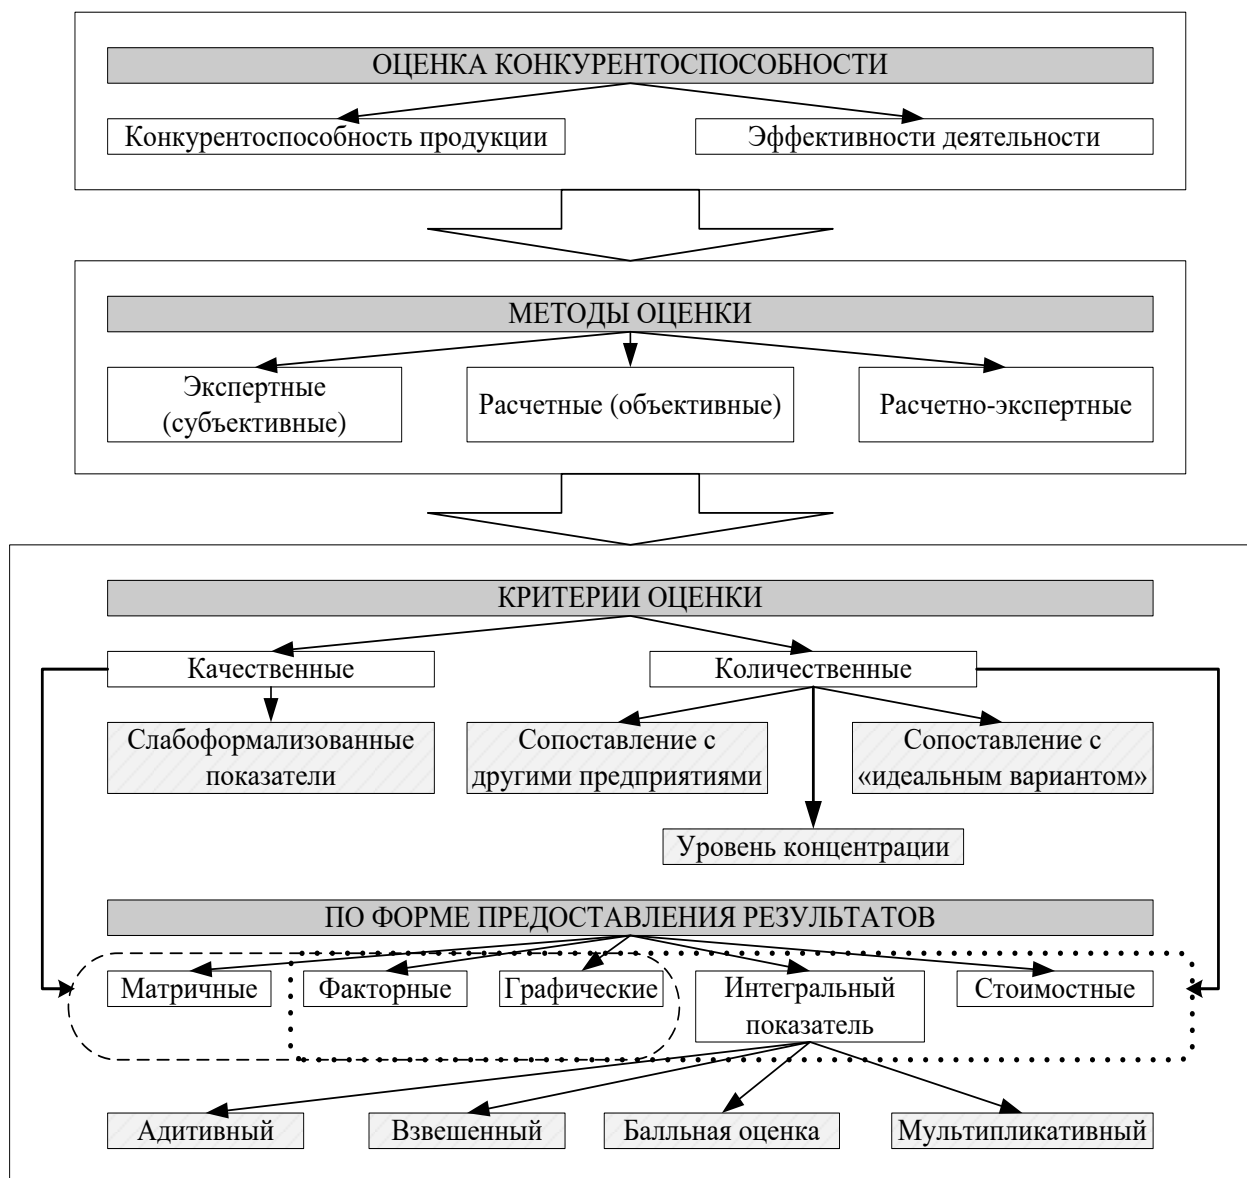 ОЦЕНКА КОНКУРЕНТОСПОСОБНОСТИ
Конкурентоспособность продукции
Эффективности деятельности
МЕТОДЫ ОЦЕНКИ
Экспертные
(субъективные)
Расчетные (объективные)
Расчетно-экспертные
КРИТЕРИИ ОЦЕНКИ
Качественные
Количественные
Слабоформализованные
показатели
Сопоставление с
другими предприятиями
Сопоставление с
«идеальным вариантом»
Уровень концентрации
ПО ФОРМЕ ПРЕДОСТАВЛЕНИЯ РЕЗУЛЬТАТОВ
Матричные
Факторные
Графические
Интегральный
показатель
Стоимостные
Адитивный
Взвешенный
Балльная оценка
Мультипликативный